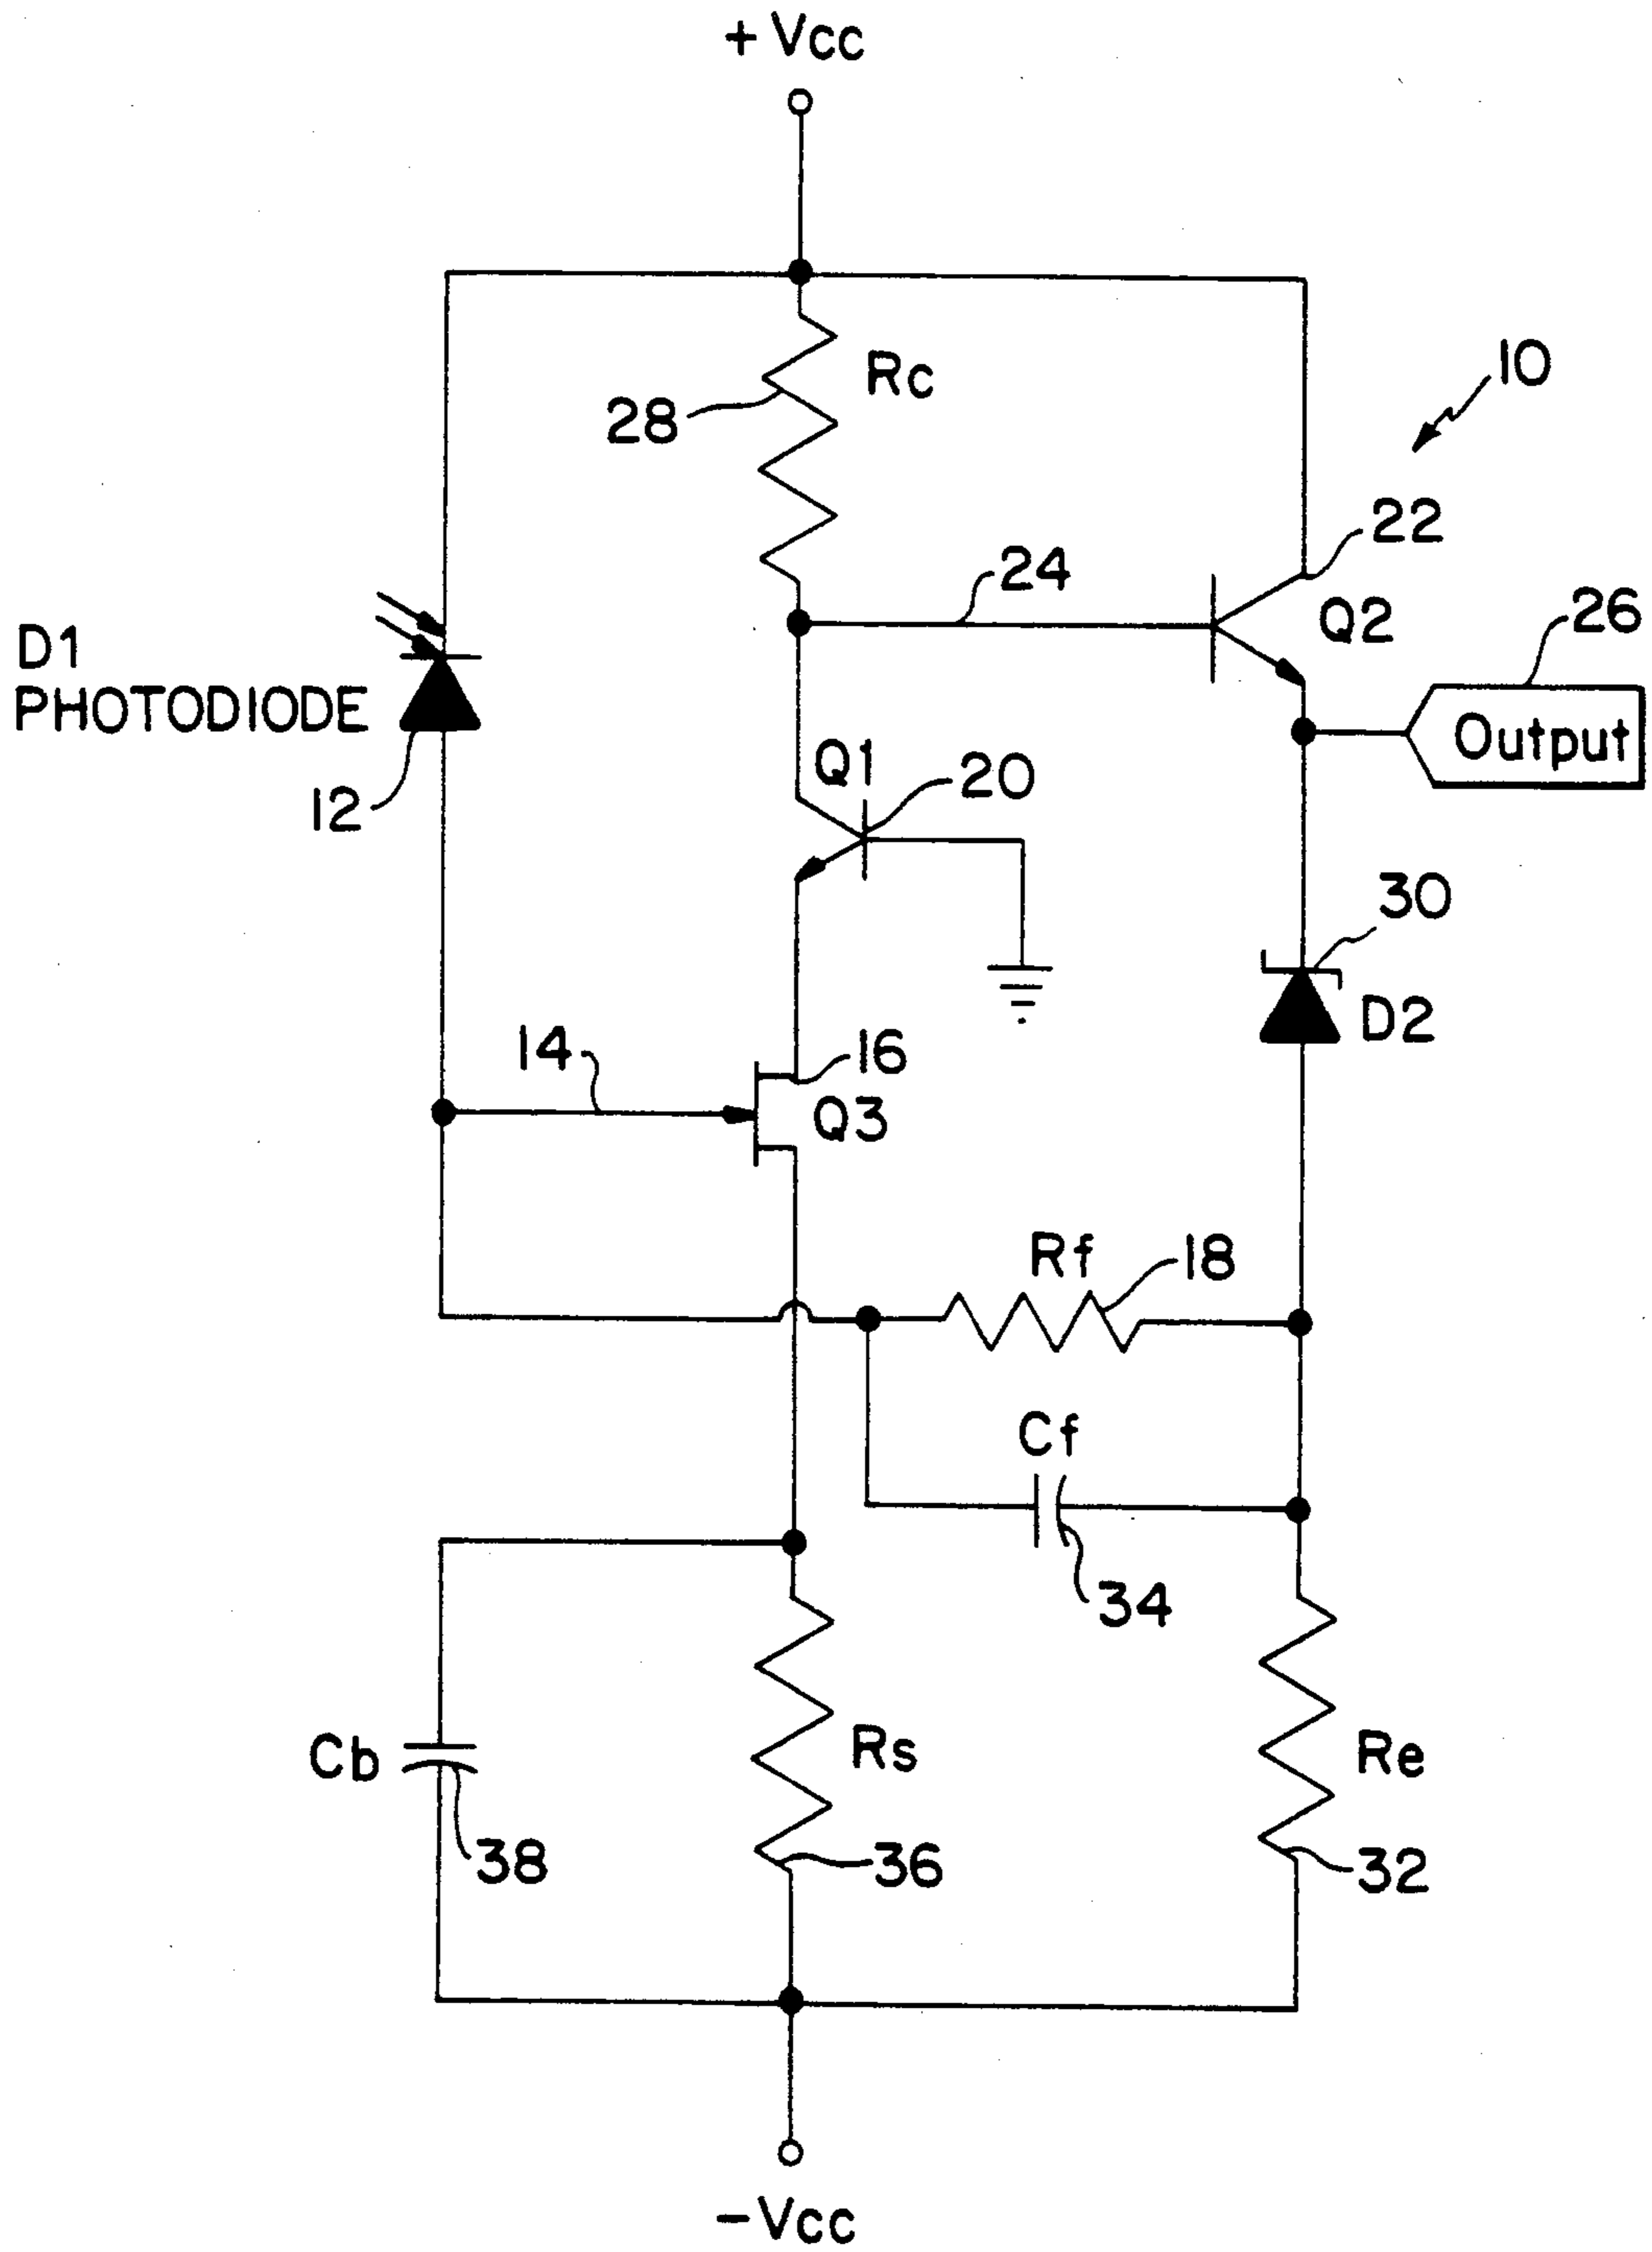 +Vcc
Rc
28
10
22
24
Q2
26
D1
PHOTODIODE
Output
Q1
20
12
30
D2
14
16
Q3
Rf
18
Cf
34
Cb
Rs
Re
38
36
32
-Vcc